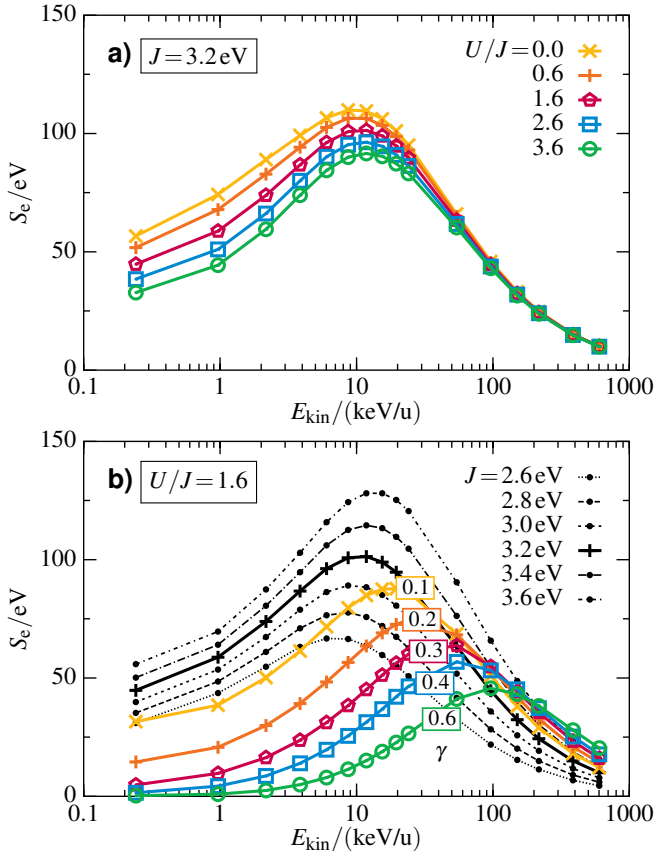 150
a) J = 3.2 eV
U/J = 0.0
0.6
1.6
2.6
3.6
100
50
0
S_e/eV
0.1 1 10 100 1000
E_kin/(keV/u)
150
b) U/J = 1.6
J = 2.6 eV
2.8 eV
3.0 eV
3.2 eV
3.4 eV
3.6 eV
100
50
0
S_e/eV
0.1
0.2
0.3
0.4
0.6
γ
0.1 1 10 100 1000
E_kin/(keV/u)